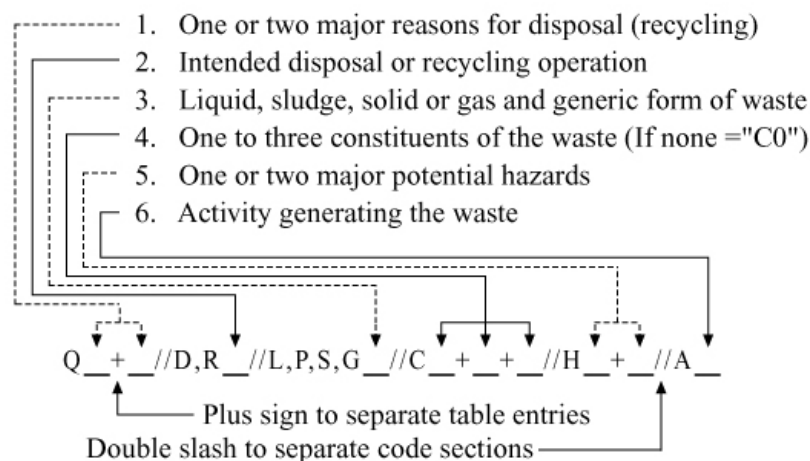 1. One or two major reasons for disposal (recycling)
2. Intended disposal or recycling operation
3. Liquid, sludge, solid or gas and generic form of waste
4. One to three constituents of the waste (If none ="C0")
5. One or two major potential hazards
6. Activity generating the waste
Q__+__//D,R__//L,P,S,G__//C__+__+__//H__+__//A__
Plus sign to separate table entries
Double slash to separate code sections